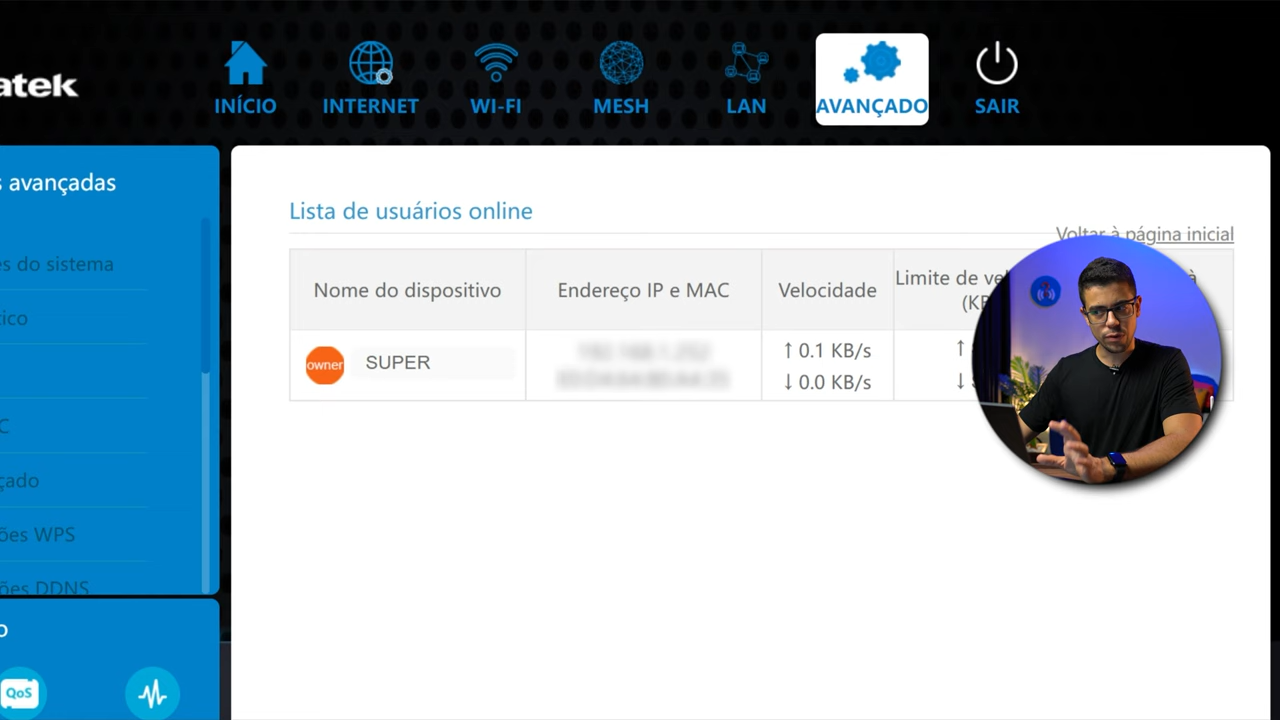 atek
INÍCIO
INTERNET
WI-FI
MESH
LAN
AVANÇADO
SAIR
s avançadas
es do sistema
tico
C
çado
ões WPS
ões DDNS
o
QoS
Lista de usuários online
Voltar à página inicial
Nome do dispositivo
Endereço IP e MAC
Velocidade
Limite de ve
(KB
à
owner
SUPER
↑ 0.1 KB/s
↓ 0.0 KB/s
↑
↓